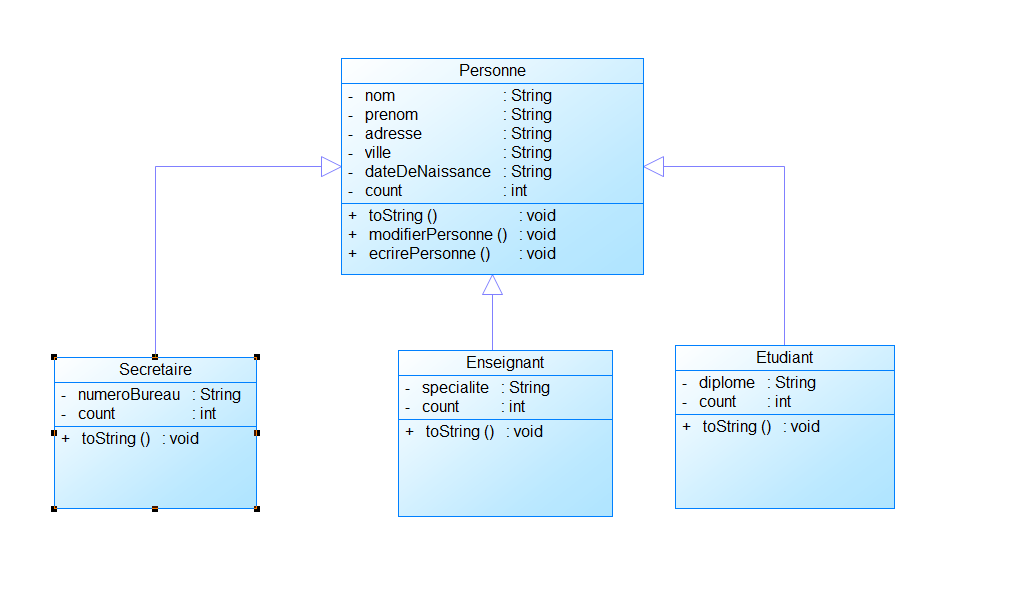 Personne
- nom : String
- prenom : String
- adresse : String
- ville : String
- dateDeNaissance : String
- count : int
+ toString () : void
+ modifierPersonne () : void
+ ecrirePersonne () : void
Secretaire
- numeroBureau : String
- count : int
+ toString () : void
Enseignant
- specialite : String
- count : int
+ toString () : void
Etudiant
- diplome : String
- count : int
+ toString () : void